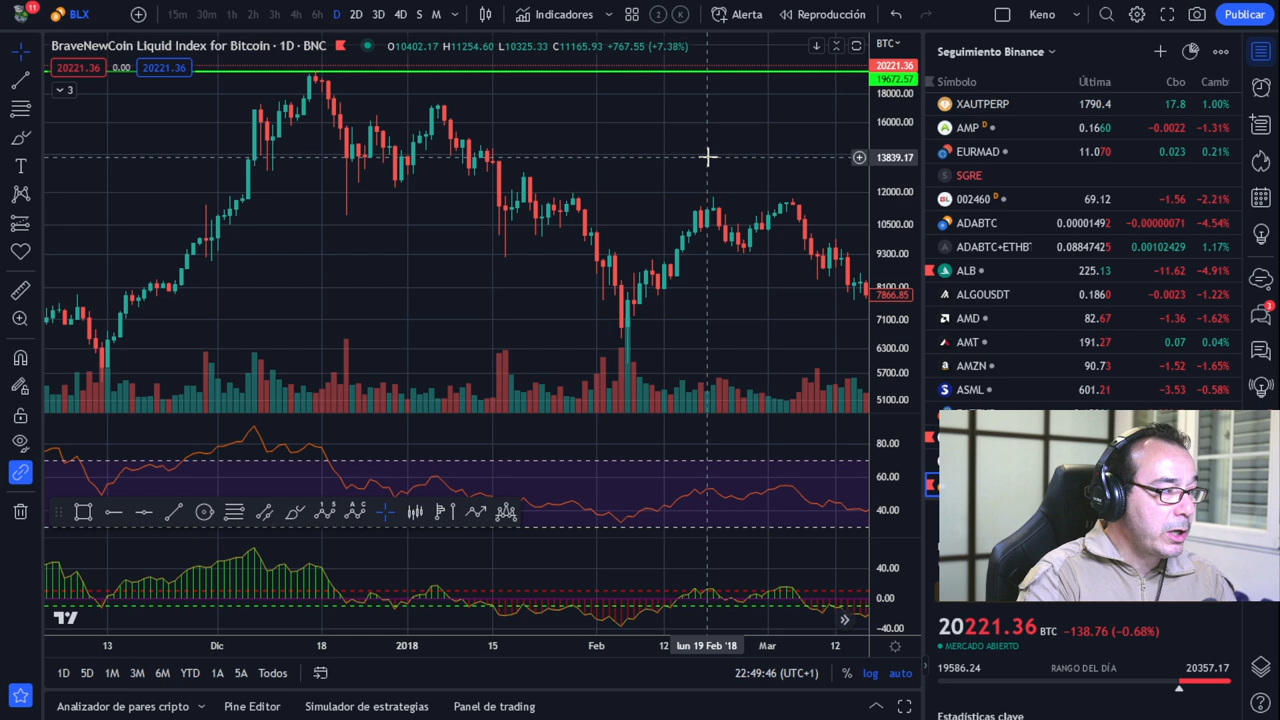 11
BLX
15m 30m 1h 2h 3h 4h 6h D 2D 3D 4D S M
Indicadores
2 K
Alerta
Reproducción
Keno
Publicar
BraveNewCoin Liquid Index for Bitcoin · 1D · BNC
O10402.17 H11254.60 L10325.33 C11165.93 +767.55 (+7.38%)
BTC
20221.36 0.00 20221.36
3
20221.36
19672.57
18000.00
16000.00
13839.17
12000.00
10500.00
9300.00
8100.00
7866.85
7100.00
6300.00
5700.00
5100.00
80.00
60.00
40.00
40.00
0.00
−40.00
13 Dic 18 2018 15 Feb 12 lun 19 Feb '18 Mar 12
1D 5D 1M 3M 6M YTD 1A 5A Todos
22:49:46 (UTC+1) % log auto
Analizador de pares cripto Pine Editor Simulador de estrategias Panel de trading
Seguimiento Binance
Símbolo Última Cbo Camb
XAUTPERP 1790.4 17.8 1.00%
AMP D 0.1660 −0.0022 −1.31%
EURMAD 11.070 0.023 0.21%
SGRE
002460 D 69.12 −1.56 −2.21%
ADABTC 0.00001492 −0.00000071 −4.54%
ADABTC+ETHBT 0.08847425 0.00102429 1.17%
ALB 225.13 −11.62 −4.91%
ALGOUSDT 0.1860 −0.0023 −1.22%
AMD 82.67 −1.36 −1.62%
AMT 191.27 0.07 0.04%
AMZN 90.73 −1.52 −1.65%
ASML 601.21 −3.53 −0.58%
3
20221.36 BTC −138.76 (−0.68%)
MERCADO ABIERTO
19586.24 RANGO DEL DÍA 20357.17
Estadísticas clave